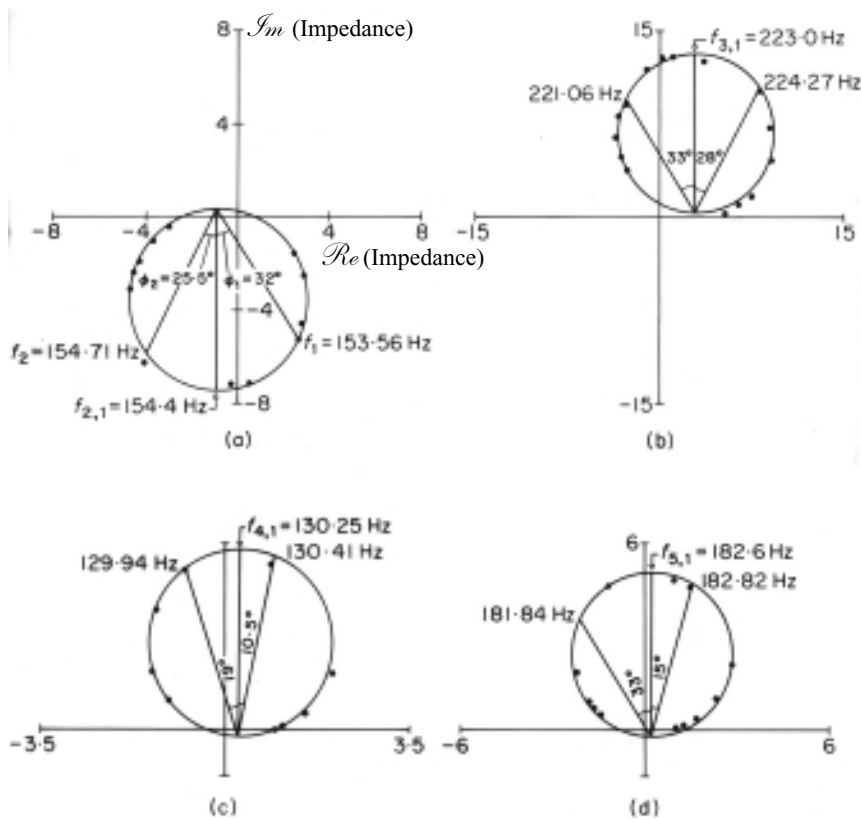 8 ℐm (Impedance)
4
-8 -4 4 8
ℛe (Impedance)
ϕ₂=25·5° ϕ₁=32°
-4
f₂=154·71 Hz
f₁=153·56 Hz
f₂,₁=154·4 Hz
-8
(a)
15
f₃,₁=223·0 Hz
221·06 Hz
224·27 Hz
33° 28°
-15 15
-15
(b)
f₄,₁=130·25 Hz
129·94 Hz
130·41 Hz
19° 10·5°
-3·5 3·5
(c)
6
f₅,₁=182·6 Hz
182·82 Hz
181·84 Hz
33° 15°
-6 6
(d)